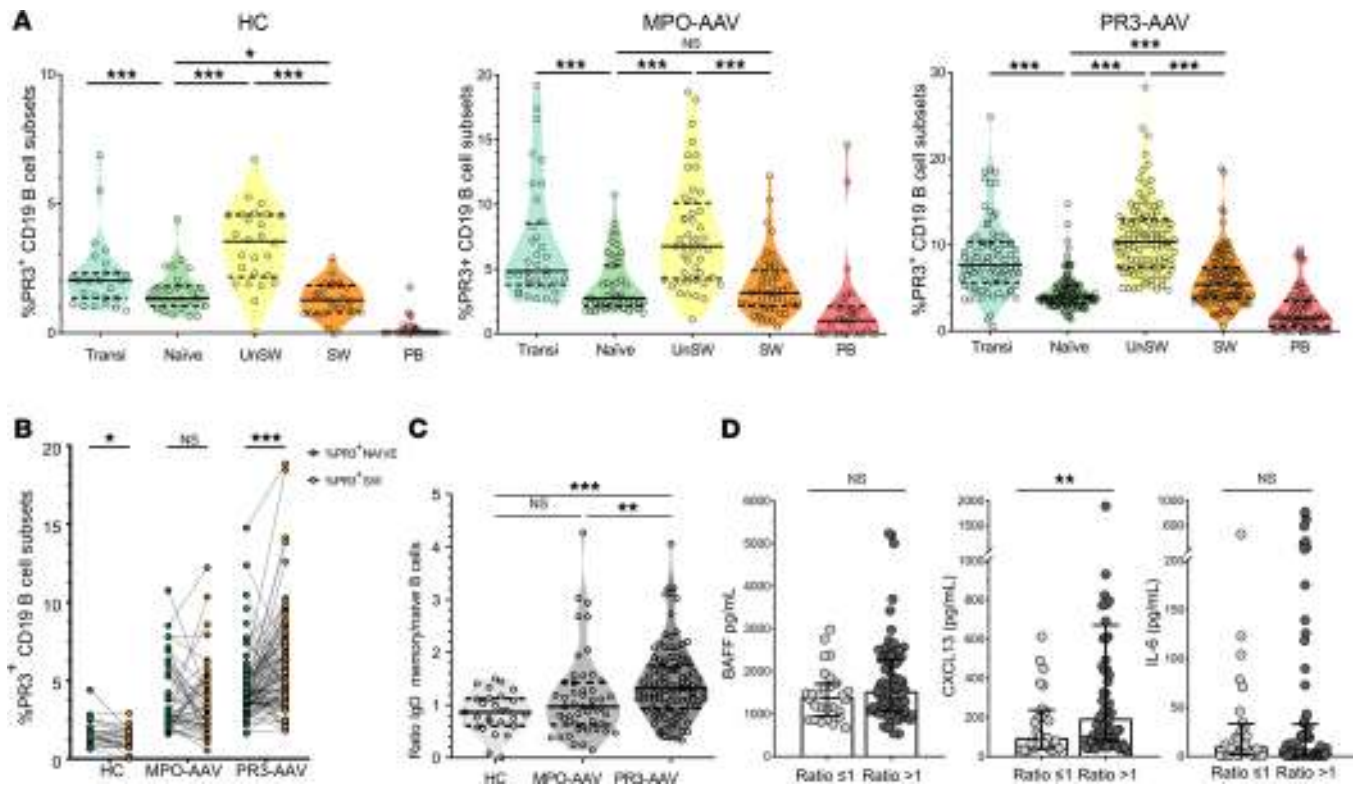 A
HC
*
*** *** ***
%PR3+ CD19 B cell subsets
10
5
0
Transi Naïve UnSW SW PB
MPO-AAV
NS
*** *** ***
%PR3+ CD19 B cell subsets
20
15
10
5
0
Transi Naïve UnSW SW PB
PR3-AAV
***
*** *** ***
%PR3+ CD19 B cell subsets
30
20
10
0
Transi Naïve UnSW SW PB
B
* NS ***
%PR3+NAIVE
%PR3+SW
%PR3+ CD19 B cell subsets
20
15
10
5
0
HC MPO-AAV PR3-AAV
C
***
NS **
Ratio IgD memory/naive B cells
5
4
3
2
1
0
HC MPO-AAV PR3-AAV
D
NS
BAFF pg/mL
6000
5000
4000
3000
2000
1000
0
Ratio ≤1 Ratio >1
**
CXCL13 (pg/mL)
2000
1500
1000
800
600
400
200
0
Ratio ≤1 Ratio >1
NS
IL-6 (pg/mL)
1000
800
600
400
200
150
100
50
0
Ratio ≤1 Ratio >1